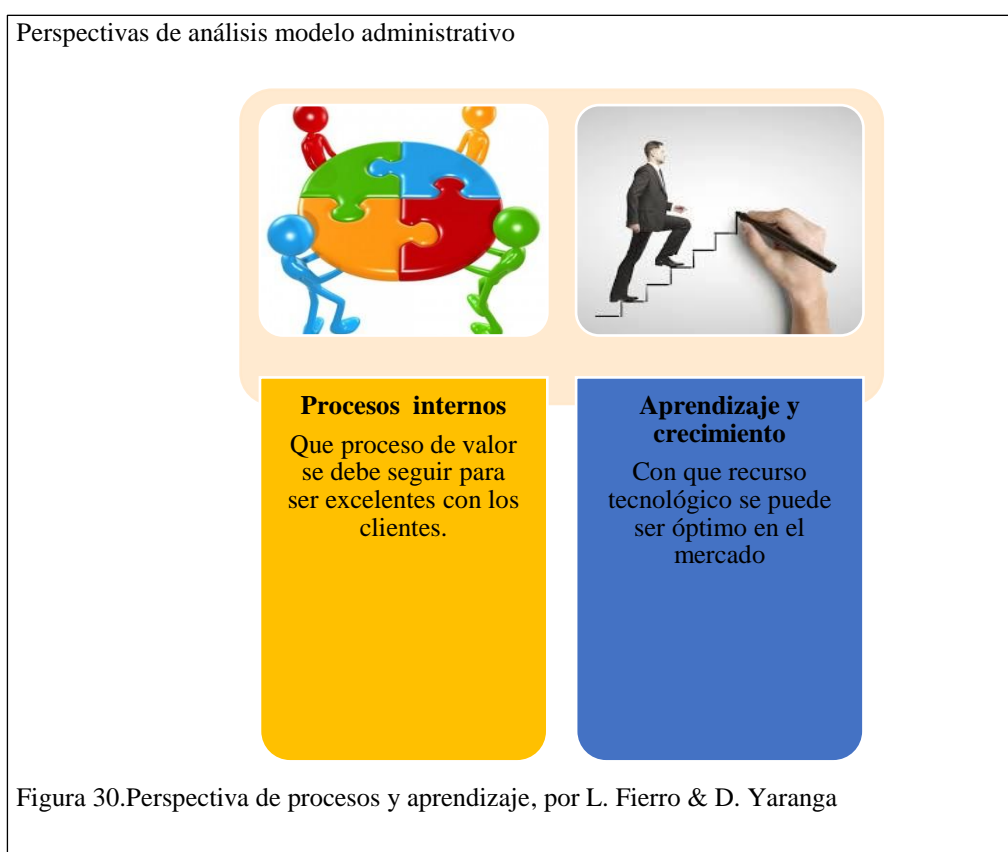 Perspectivas de análisis modelo administrativo
Procesos internos
Que proceso de valor
se debe seguir para
ser excelentes con los
clientes.
Aprendizaje y
crecimiento
Con que recurso
tecnológico se puede
ser óptimo en el
mercado
Figura 30.Perspectiva de procesos y aprendizaje, por L. Fierro & D. Yaranga